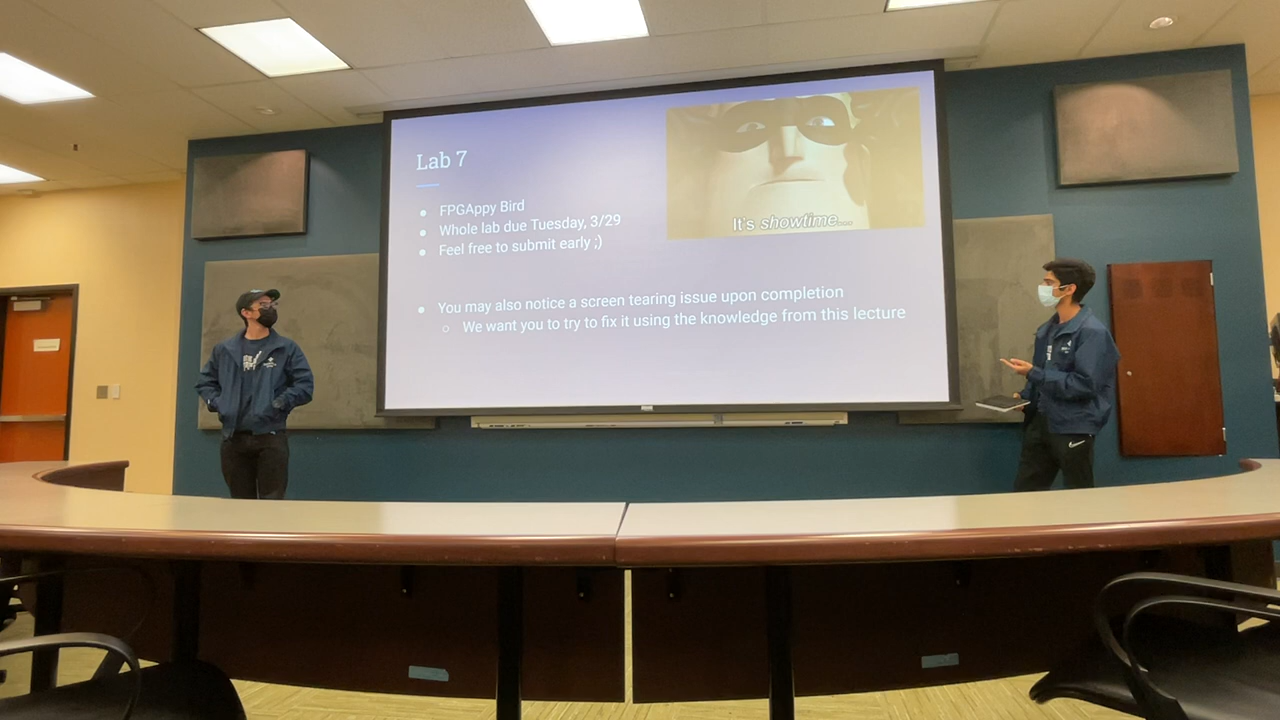 Lab 7
It's showtime...
FPGAppy Bird
Whole lab due Tuesday, 3/29
Feel free to submit early ;)
You may also notice a screen tearing issue upon completion
We want you to try to fix it using the knowledge from this lecture